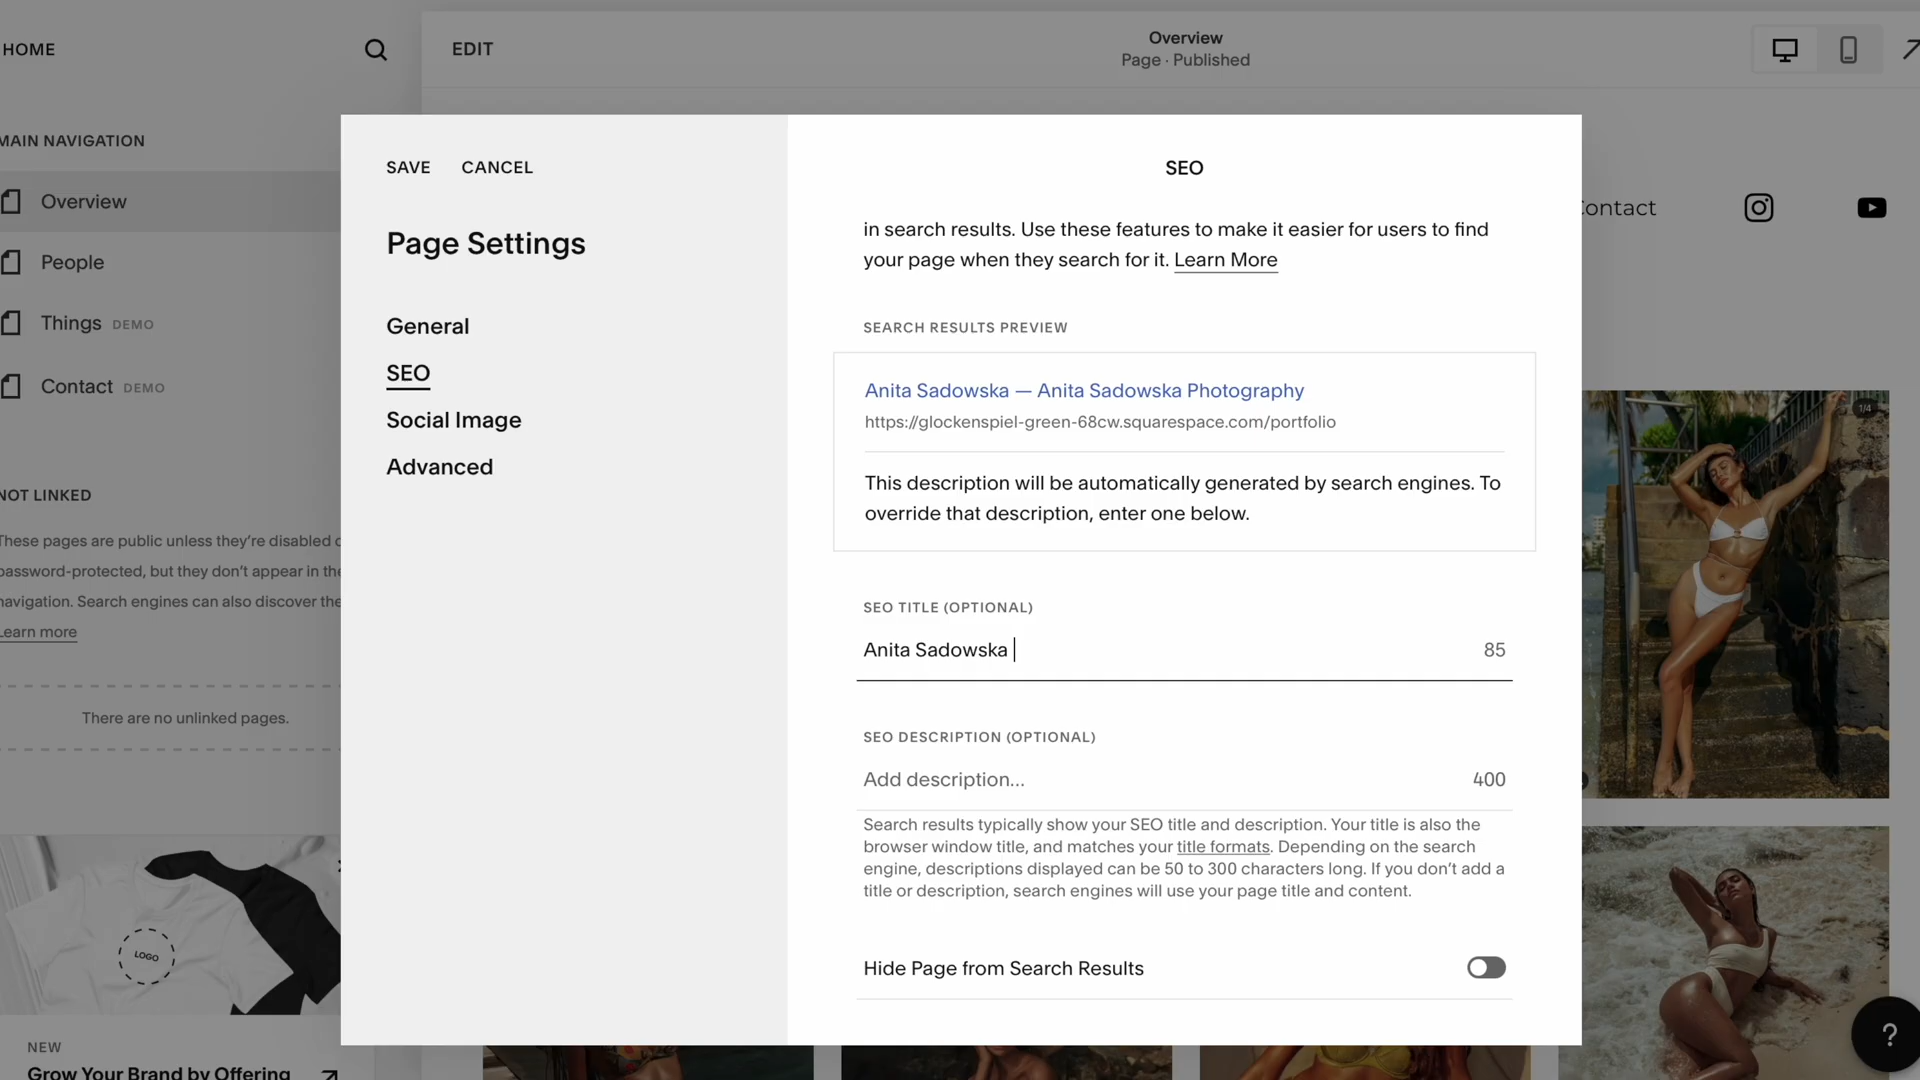 HOME
EDIT
Overview
Page · Published
MAIN NAVIGATION
Overview
People
Things DEMO
Contact DEMO
NOT LINKED
These pages are public unless they’re disabled
password-protected, but they don’t appear in the
navigation. Search engines can also discover the
Learn more
There are no unlinked pages.
LOGO
NEW
Grow Your Brand by Offering
SAVE CANCEL
Page Settings
General
SEO
Social Image
Advanced
SEO
in search results. Use these features to make it easier for users to find
your page when they search for it. Learn More
SEARCH RESULTS PREVIEW
Anita Sadowska — Anita Sadowska Photography
https://glockenspiel-green-68cw.squarespace.com/portfolio
This description will be automatically generated by search engines. To
override that description, enter one below.
SEO TITLE (OPTIONAL)
Anita Sadowska 85
SEO DESCRIPTION (OPTIONAL)
Add description... 400
Search results typically show your SEO title and description. Your title is also the
browser window title, and matches your title formats. Depending on the search
engine, descriptions displayed can be 50 to 300 characters long. If you don’t add a
title or description, search engines will use your page title and content.
Hide Page from Search Results
Contact
1/4
?